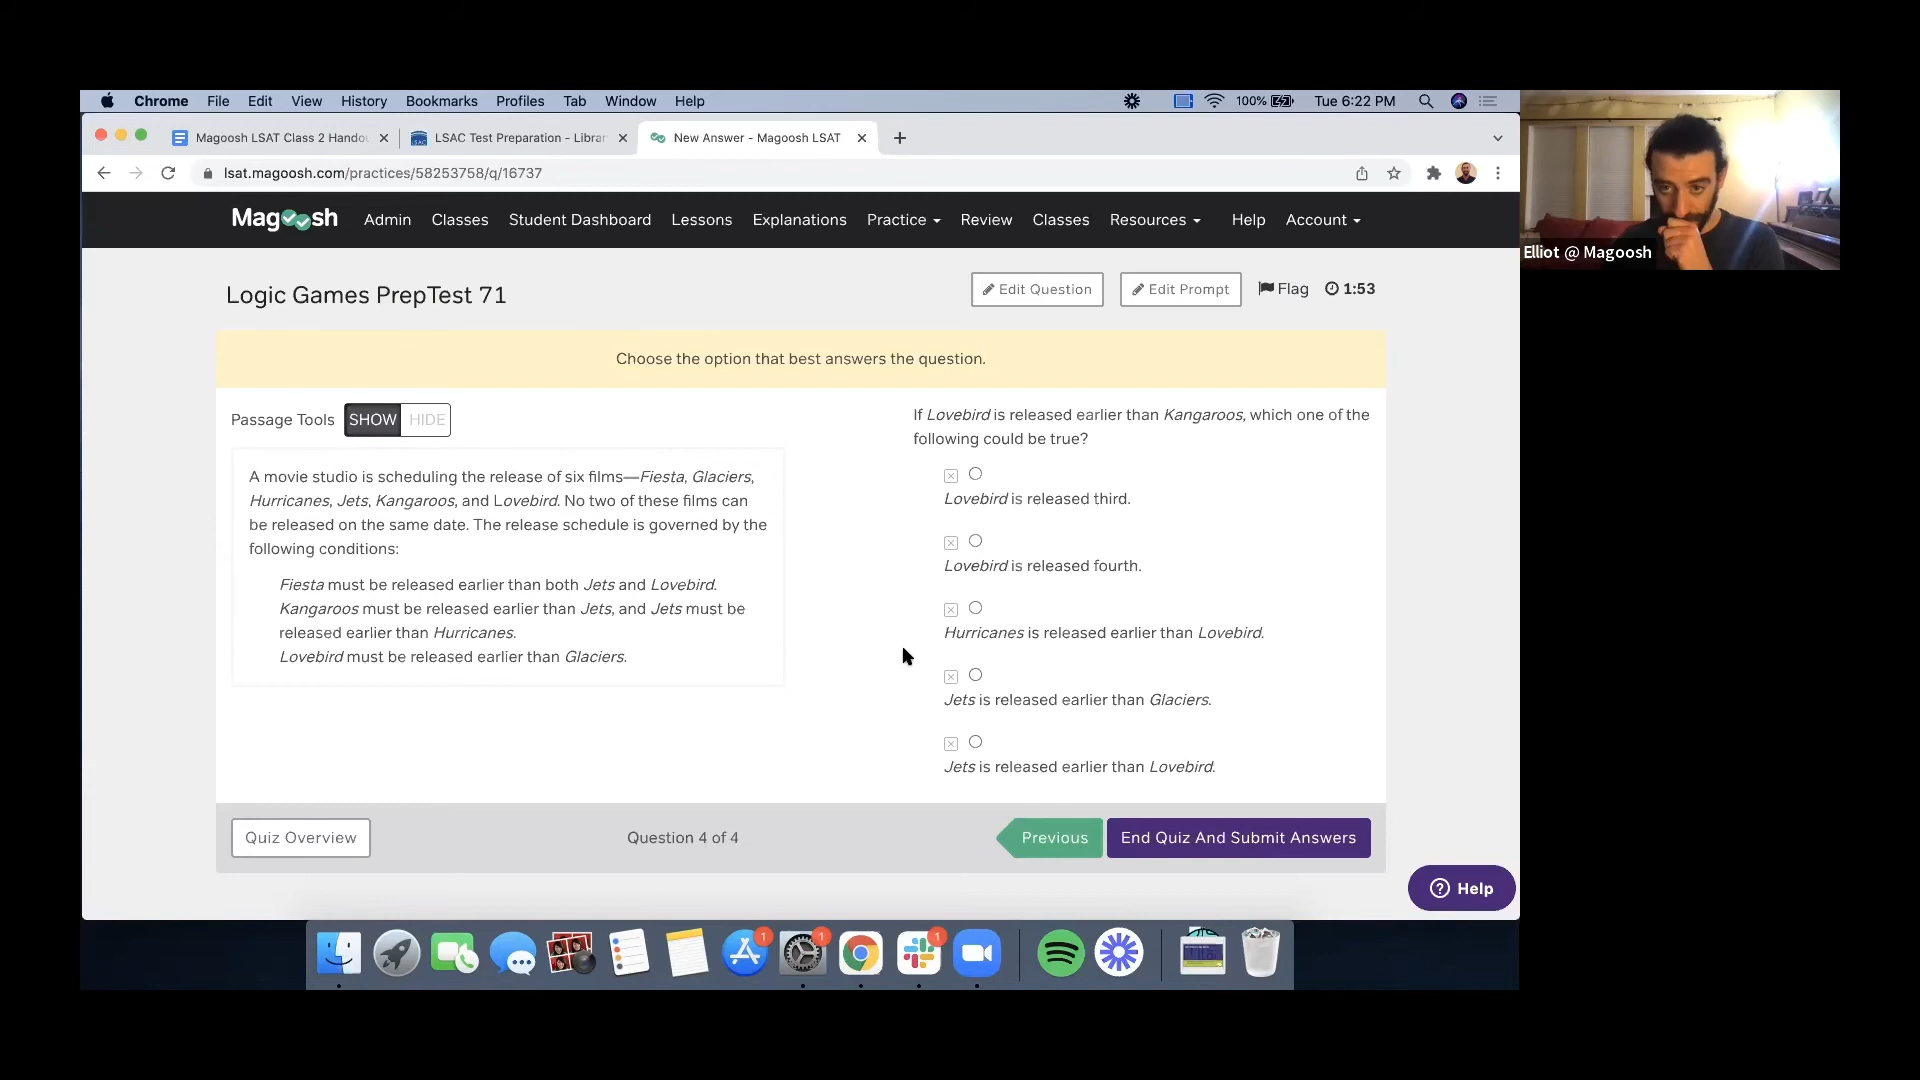 Chrome File Edit View History Bookmarks Profiles Tab Window Help 100% Tue 6:22 PM
Magoosh LSAT Class 2 Hando LSAC Test Preparation - Librar New Answer - Magoosh LSAT
lsat.magoosh.com/practices/58253758/q/16737
Magoosh Admin Classes Student Dashboard Lessons Explanations Practice Review Classes Resources Help Account
Elliot @ Magoosh
Logic Games PrepTest 71
Edit Question Edit Prompt Flag 1:53
Choose the option that best answers the question.
Passage Tools SHOW HIDE
A movie studio is scheduling the release of six films—Fiesta, Glaciers,
Hurricanes, Jets, Kangaroos, and Lovebird. No two of these films can
be released on the same date. The release schedule is governed by the
following conditions:
Fiesta must be released earlier than both Jets and Lovebird.
Kangaroos must be released earlier than Jets, and Jets must be
released earlier than Hurricanes.
Lovebird must be released earlier than Glaciers.
If Lovebird is released earlier than Kangaroos, which one of the
following could be true?
Lovebird is released third.
Lovebird is released fourth.
Hurricanes is released earlier than Lovebird.
Jets is released earlier than Glaciers.
Jets is released earlier than Lovebird.
Quiz Overview Question 4 of 4 Previous End Quiz And Submit Answers
Help
1 1 1